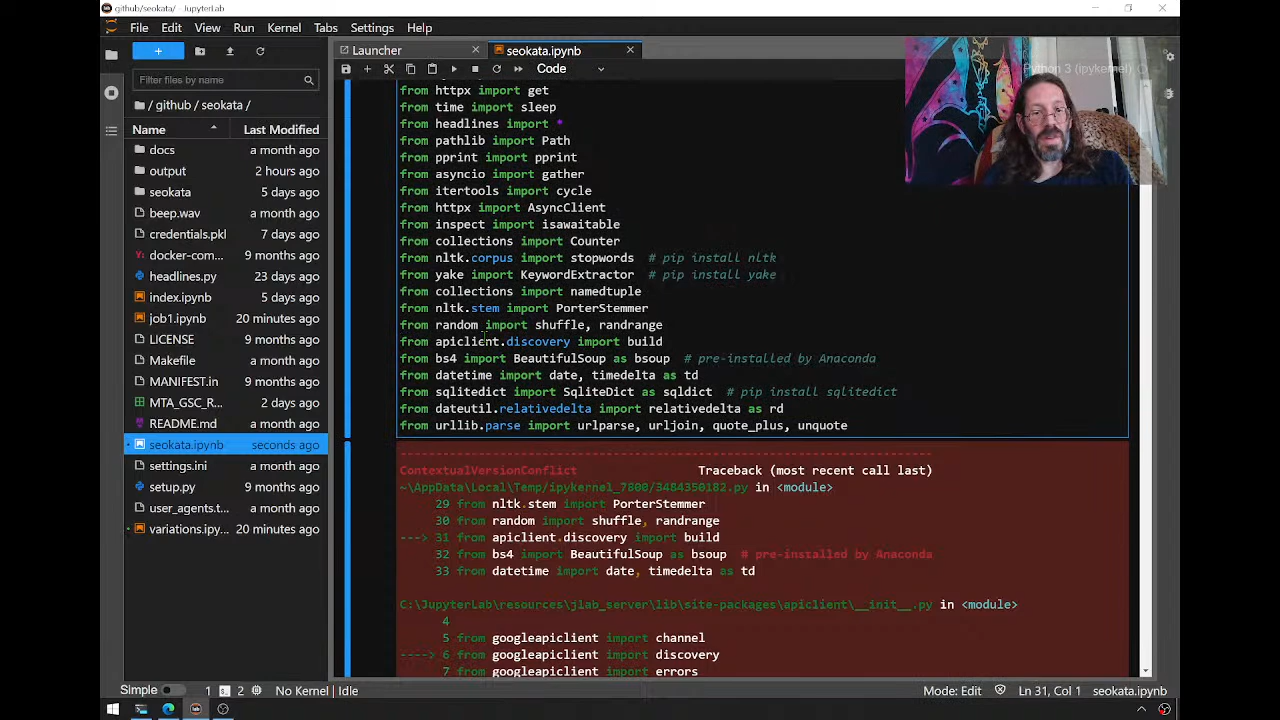 github/seokata/ - JupyterLab
File Edit View Run Kernel Tabs Settings Help
Launcher
seokata.ipynb
Filter files by name
/ github / seokata /
Name Last Modified
docs a month ago
output 2 hours ago
seokata 5 days ago
beep.wav a month ago
credentials.pkl 7 days ago
docker-com... 9 months ago
headlines.py 23 days ago
index.ipynb 5 days ago
job1.ipynb 20 minutes ago
LICENSE 9 months ago
Makefile a month ago
MANIFEST.in 9 months ago
MTA_GSC_R... 2 days ago
README.md a month ago
seokata.ipynb seconds ago
settings.ini a month ago
setup.py 9 months ago
user_agents.t... a month ago
variations.ipy... 20 minutes ago
Code
Python 3 (ipykernel)
from httpx import get
from time import sleep
from headlines import *
from pathlib import Path
from pprint import pprint
from asyncio import gather
from itertools import cycle
from httpx import AsyncClient
from inspect import isawaitable
from collections import Counter
from nltk.corpus import stopwords # pip install nltk
from yake import KeywordExtractor # pip install yake
from collections import namedtuple
from nltk.stem import PorterStemmer
from random import shuffle, randrange
from apiclient.discovery import build
from bs4 import BeautifulSoup as bsoup # pre-installed by Anaconda
from datetime import date, timedelta as td
from sqlitedict import SqliteDict as sqldict # pip install sqlitedict
from dateutil.relativedelta import relativedelta as rd
from urllib.parse import urlparse, urljoin, quote_plus, unquote
---------------------------------------------------------------------------
ContextualVersionConflict Traceback (most recent call last)
~\AppData\Local\Temp/ipykernel_7800/3484350182.py in <module>
29 from nltk.stem import PorterStemmer
30 from random import shuffle, randrange
---> 31 from apiclient.discovery import build
32 from bs4 import BeautifulSoup as bsoup # pre-installed by Anaconda
33 from datetime import date, timedelta as td
C:\JupyterLab\resources\jlab_server\lib\site-packages\apiclient\__init__.py in <module>
4
5 from googleapiclient import channel
----> 6 from googleapiclient import discovery
7 from googleapiclient import errors
Simple 1 2 No Kernel | Idle Mode: Edit Ln 31, Col 1 seokata.ipynb